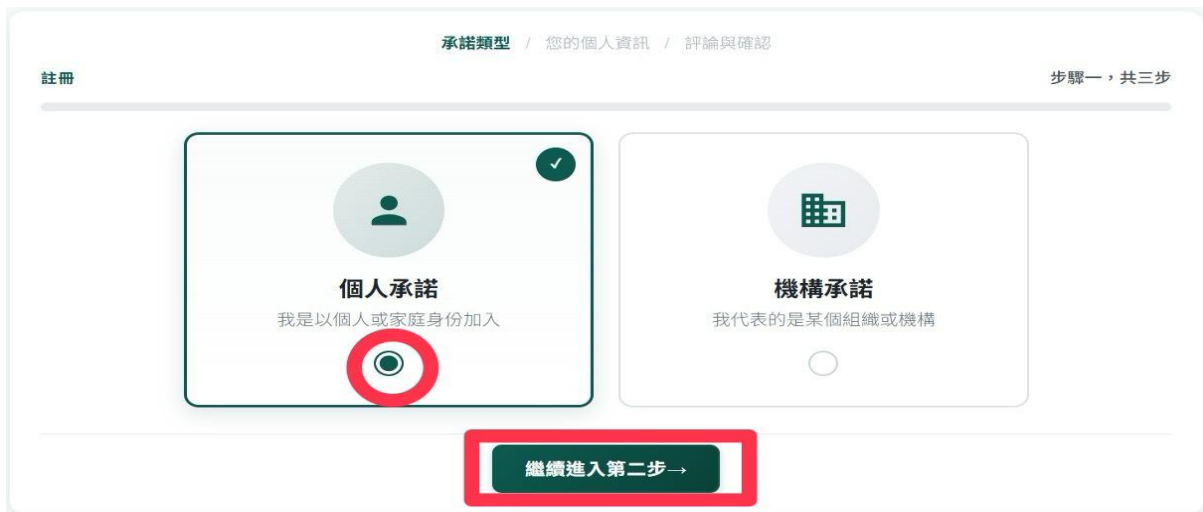 承諾類型 / 您的個人資訊 / 評論與確認
註冊
步驟一，共三步
個人承諾
我是以個人或家庭身份加入
機構承諾
我代表的是某個組織或機構
繼續進入第二步→